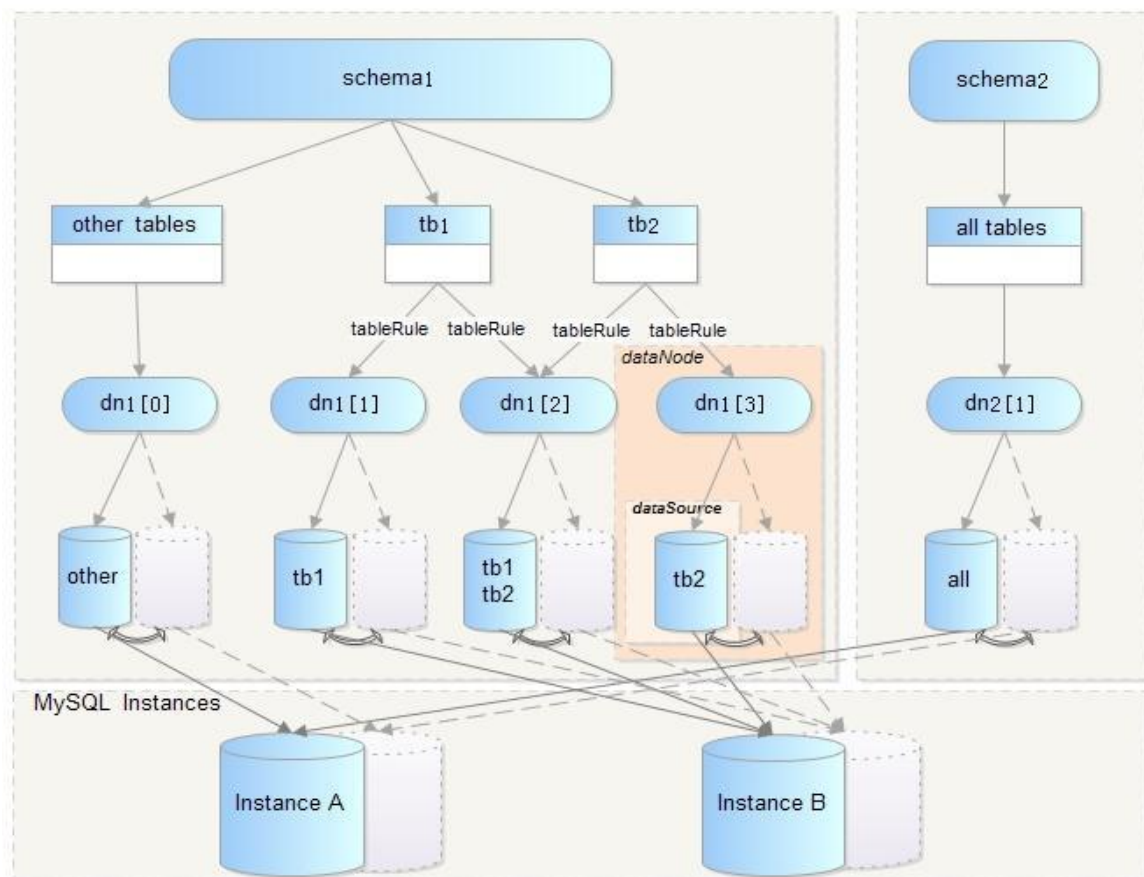 schema1
schema2
other tables
tb1
tb2
all tables
tableRule
tableRule
tableRule
tableRule
dataNode
dn1[0]
dn1[1]
dn1[2]
dn1[3]
dn2[1]
dataSource
other
tb1
tb1
tb2
tb2
all
MySQL Instances
Instance A
Instance B